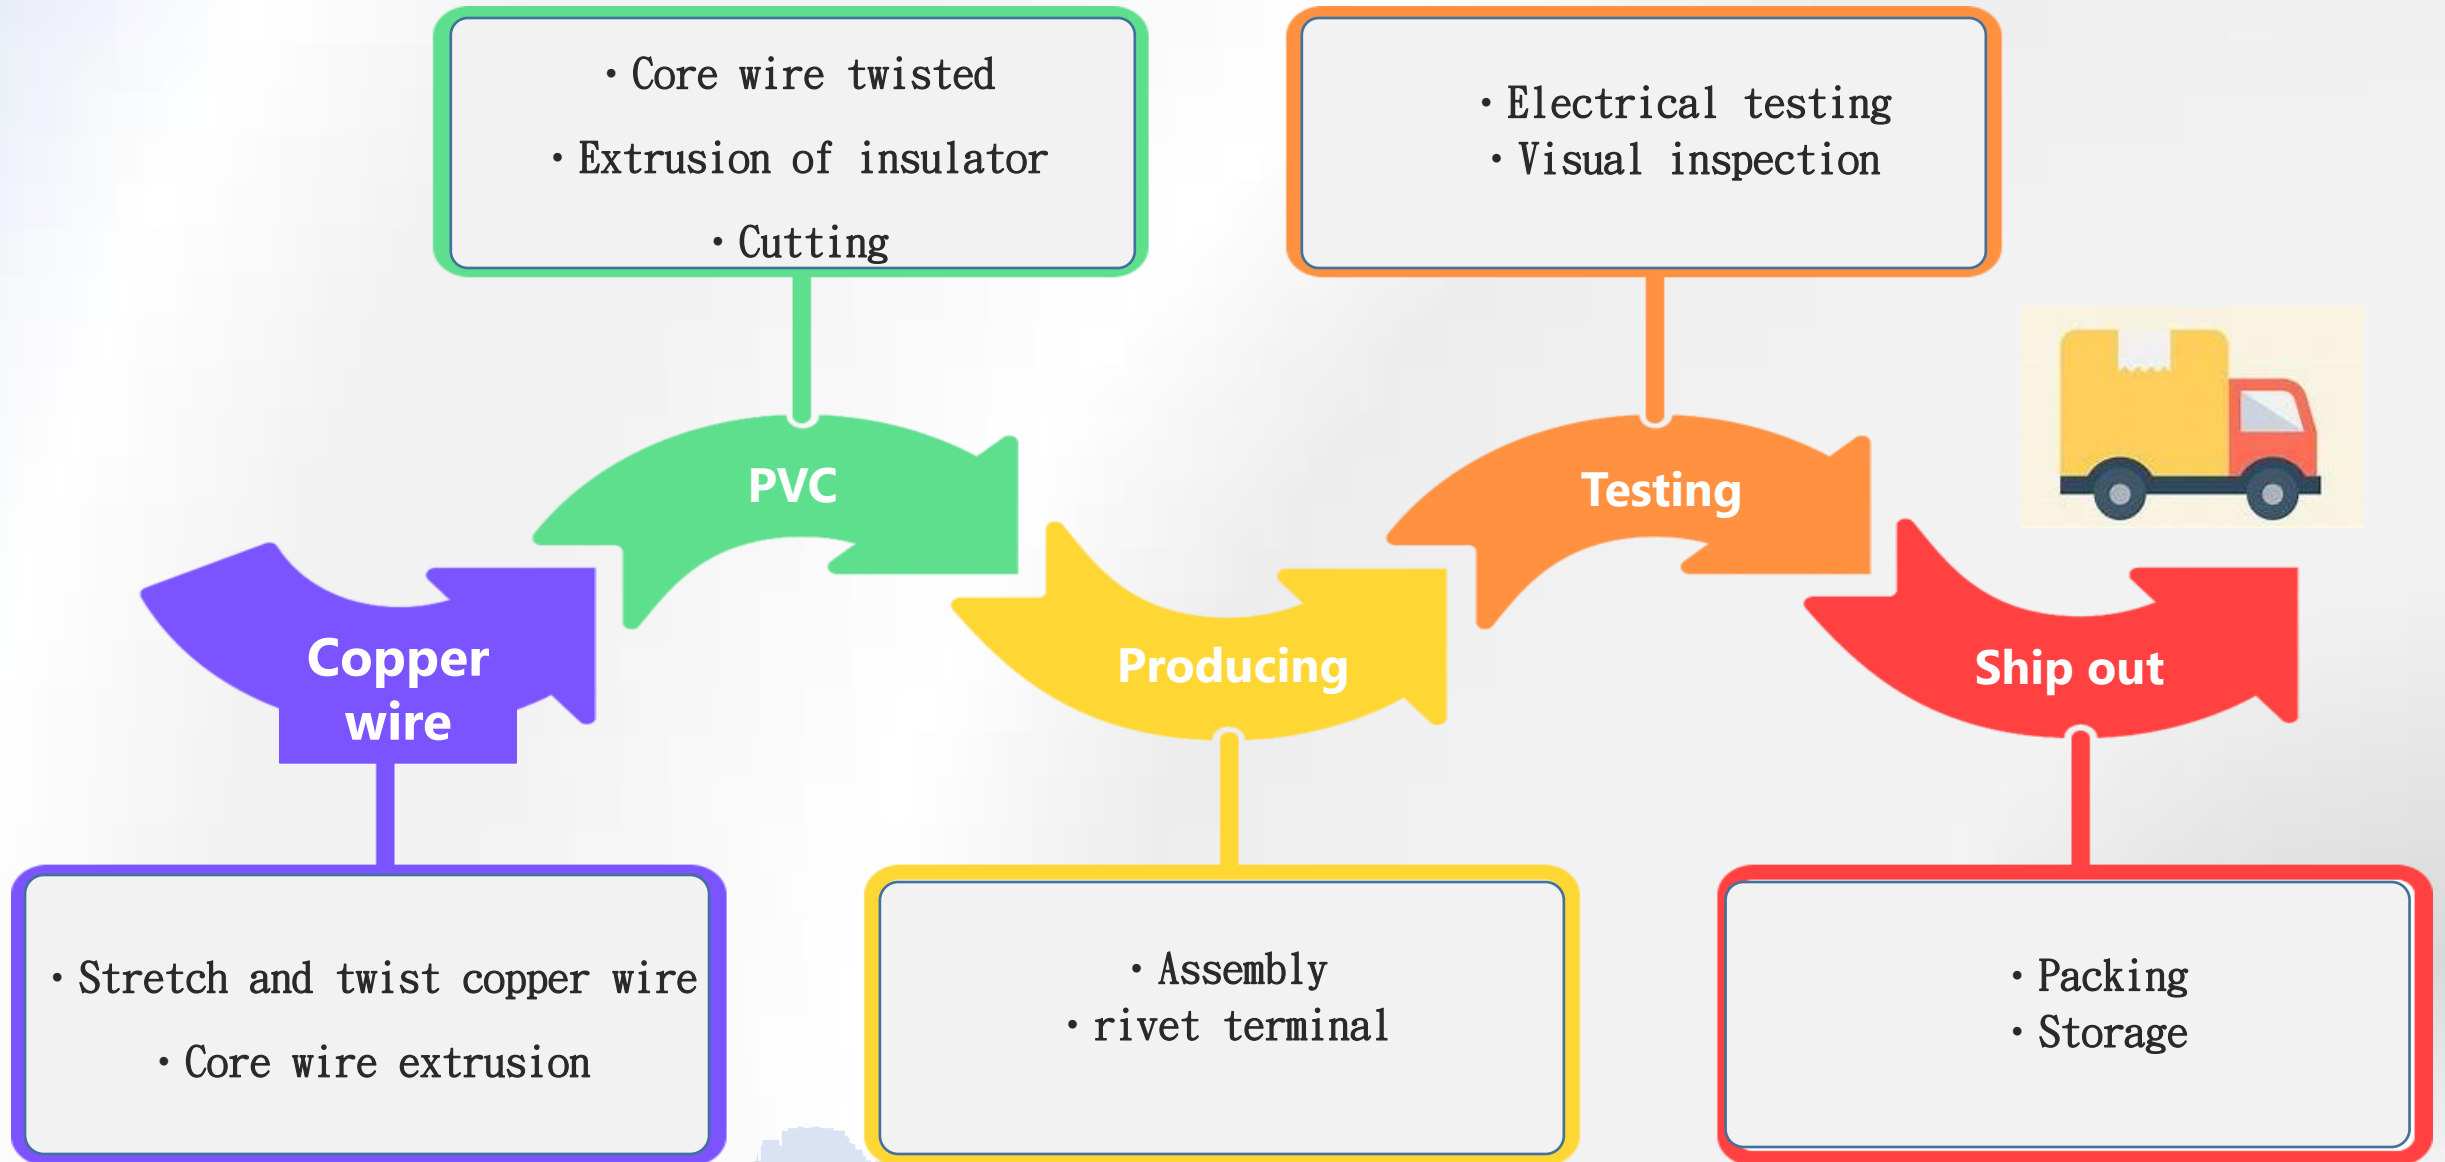 ・Core wire twisted
・Extrusion of insulator
・Cutting
・Electrical testing
・Visual inspection
PVC
Testing
Copper
wire
Producing
Ship out
・Stretch and twist copper wire
・Core wire extrusion
・Assembly
・rivet terminal
・Packing
・Storage